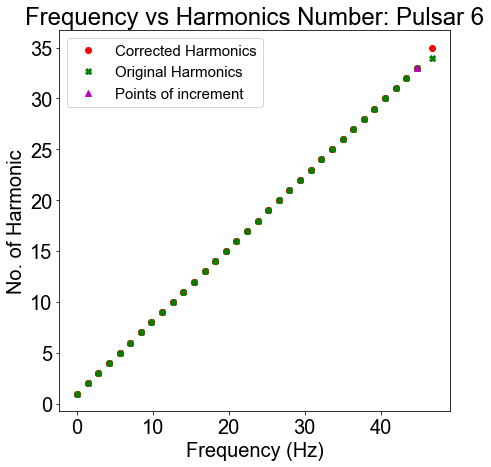 Frequency vs Harmonics Number: Pulsar 6
Corrected Harmonics
Original Harmonics
Points of increment
35
30
25
20
15
10
5
0
No. of Harmonic
0 10 20 30 40
Frequency (Hz)